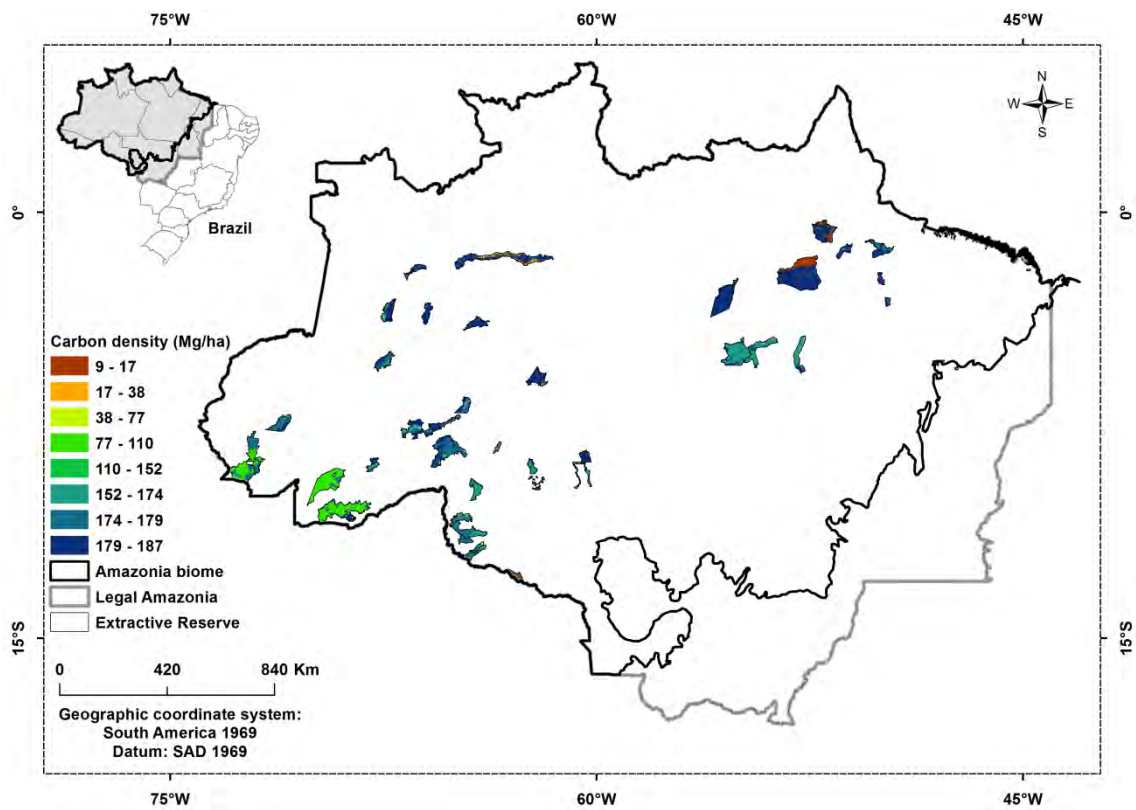 75°W 60°W 45°W
N
W E
S
Brazil
0° 0°
Carbon density (Mg/ha)
9 - 17
17 - 38
38 - 77
77 - 110
110 - 152
152 - 174
174 - 179
179 - 187
Amazonia biome
Legal Amazonia
Extractive Reserve
15°S 15°S
0 420 840 Km
Geographic coordinate system:
South America 1969
Datum: SAD 1969
75°W 60°W 45°W